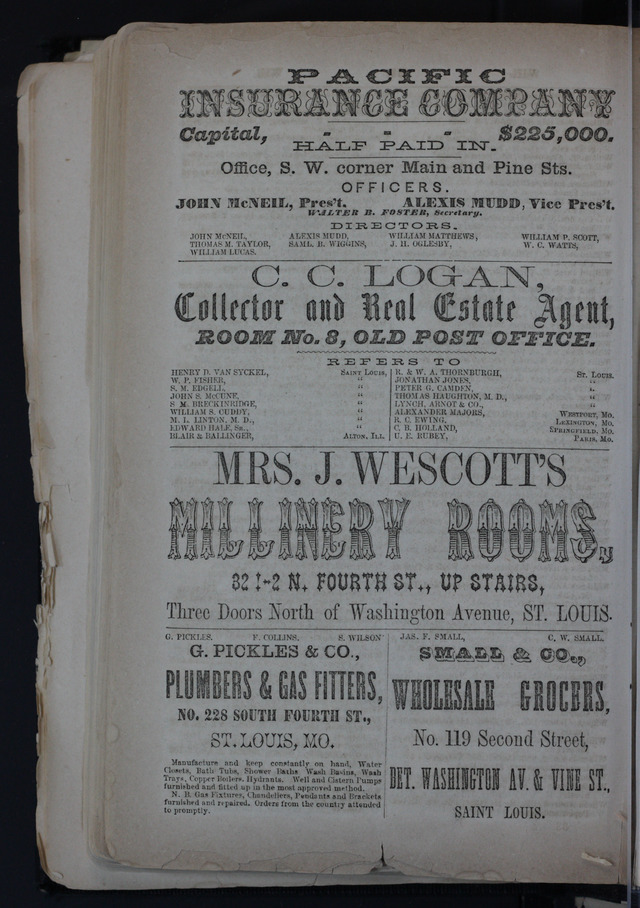 PACIFIC
INSURANCE COMPANY
Capital, - - - $225,000.
HALF PAID IN.
Office, S. W. corner Main and Pine Sts.
OFFICERS.
JOHN McNEIL, Pres't. ALEXIS MUDD, Vice Pres't.
WALTER B. FOSTER, Secretary.
DIRECTORS.
JOHN McNEIL, ALEXIS MUDD, WILLIAM MATTHEWS, WILLIAM P. SCOTT,
THOMAS M. TAYLOR, SAML. B. WIGGINS, J. H. OGLESBY, W. C. WATTS,
WILLIAM LUCAS.
C. C. LOGAN,
Collector and Real Estate Agent,
ROOM No. 8, OLD POST OFFICE.
REFERS TO
HENRY D. VAN SYCKEL, SAINT LOUIS,
W. P. FISHER, "
S. M. EDGELL, "
JOHN S. McCUNE, "
S M. BRECKINRIDGE, "
WILLIAM S. CUDDY, "
M. L. LINTON, M. D., "
EDWARD HALE, SR., "
BLAIR & BALLINGER, ALTON, ILL.
R. & W. A. THORNBURGH, ST. LOUIS.
JONATHAN JONES, "
PETER G. CAMDEN, "
THOMAS HAUGHTON, M. D., "
LYNCH, ARNOT & CO., "
ALEXANDER MAJORS, WESTPORT, MO.
R. C. EWING, LEXINGTON, MO.
C. B. HOLLAND, SPRINGFIELD, MO.
U. E. RUBEY, PARIS, MO.
MRS. J. WESCOTT'S
MILLINERY ROOMS,
32 1-2 N. FOURTH ST., UP STAIRS,
Three Doors North of Washington Avenue, ST. LOUIS.
G. PICKLES. F. COLLINS. S. WILSON
G. PICKLES & CO.,
PLUMBERS & GAS FITTERS,
NO. 228 SOUTH FOURTH ST.,
ST. LOUIS, MO.
Manufacture and keep constantly on hand, Water
Closets, Bath Tubs, Shower Baths. Wash Basins, Wash
Trays, Copper Boilers. Hydrants. Well and Cistern Pumps
furnished and fitted up in the most approved method.
N. B. Gas Fixtures, Chandeliers, Pendants and Brackets
furnished and repaired. Orders from the country attended
to promptly.
JAS. F. SMALL, C. W. SMALL.
SMALL & CO.,
WHOLESALE GROCERS,
No. 119 Second Street,
BET. WASHINGTON AV. & VINE ST.,
SAINT LOUIS.